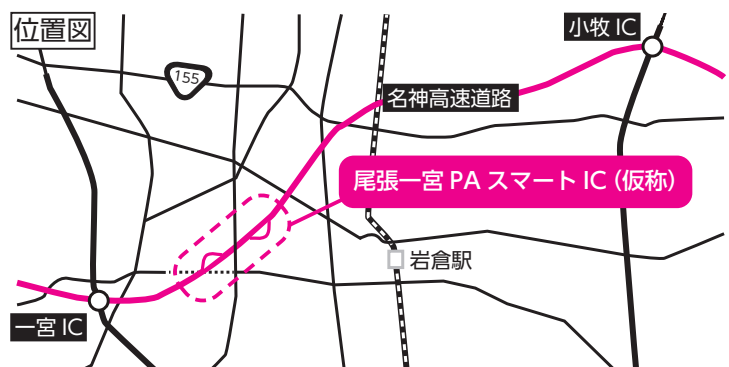 位置図
小牧 IC
155
名神高速道路
尾張一宮 PA スマート IC (仮称)
岩倉駅
一宮 IC